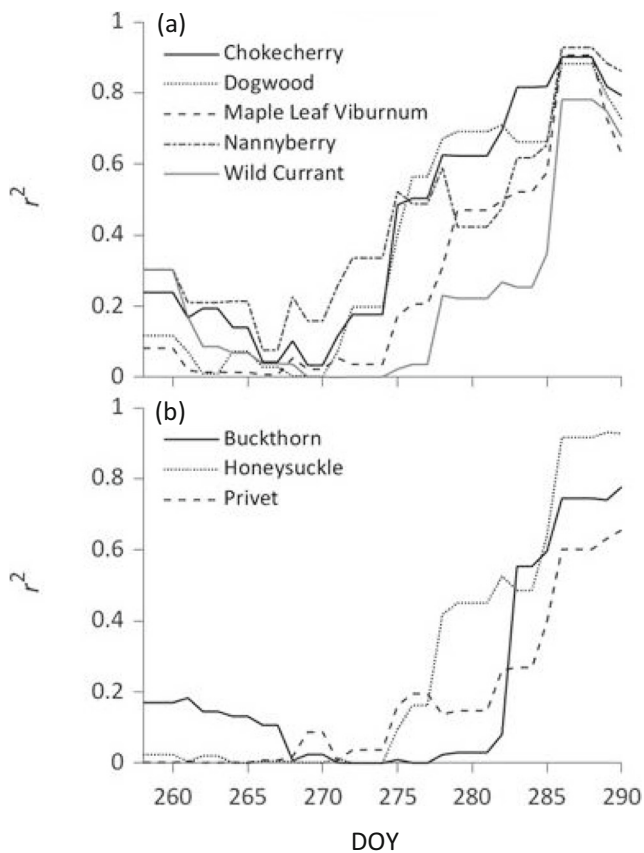 (a)
1
0.8
0.6
0.4
0.2
0
r²
Chokecherry
Dogwood
Maple Leaf Viburnum
Nannyberry
Wild Currant
(b)
1
0.8
0.6
0.4
0.2
0
r²
Buckthorn
Honeysuckle
Privet
260 265 270 275 280 285 290
DOY